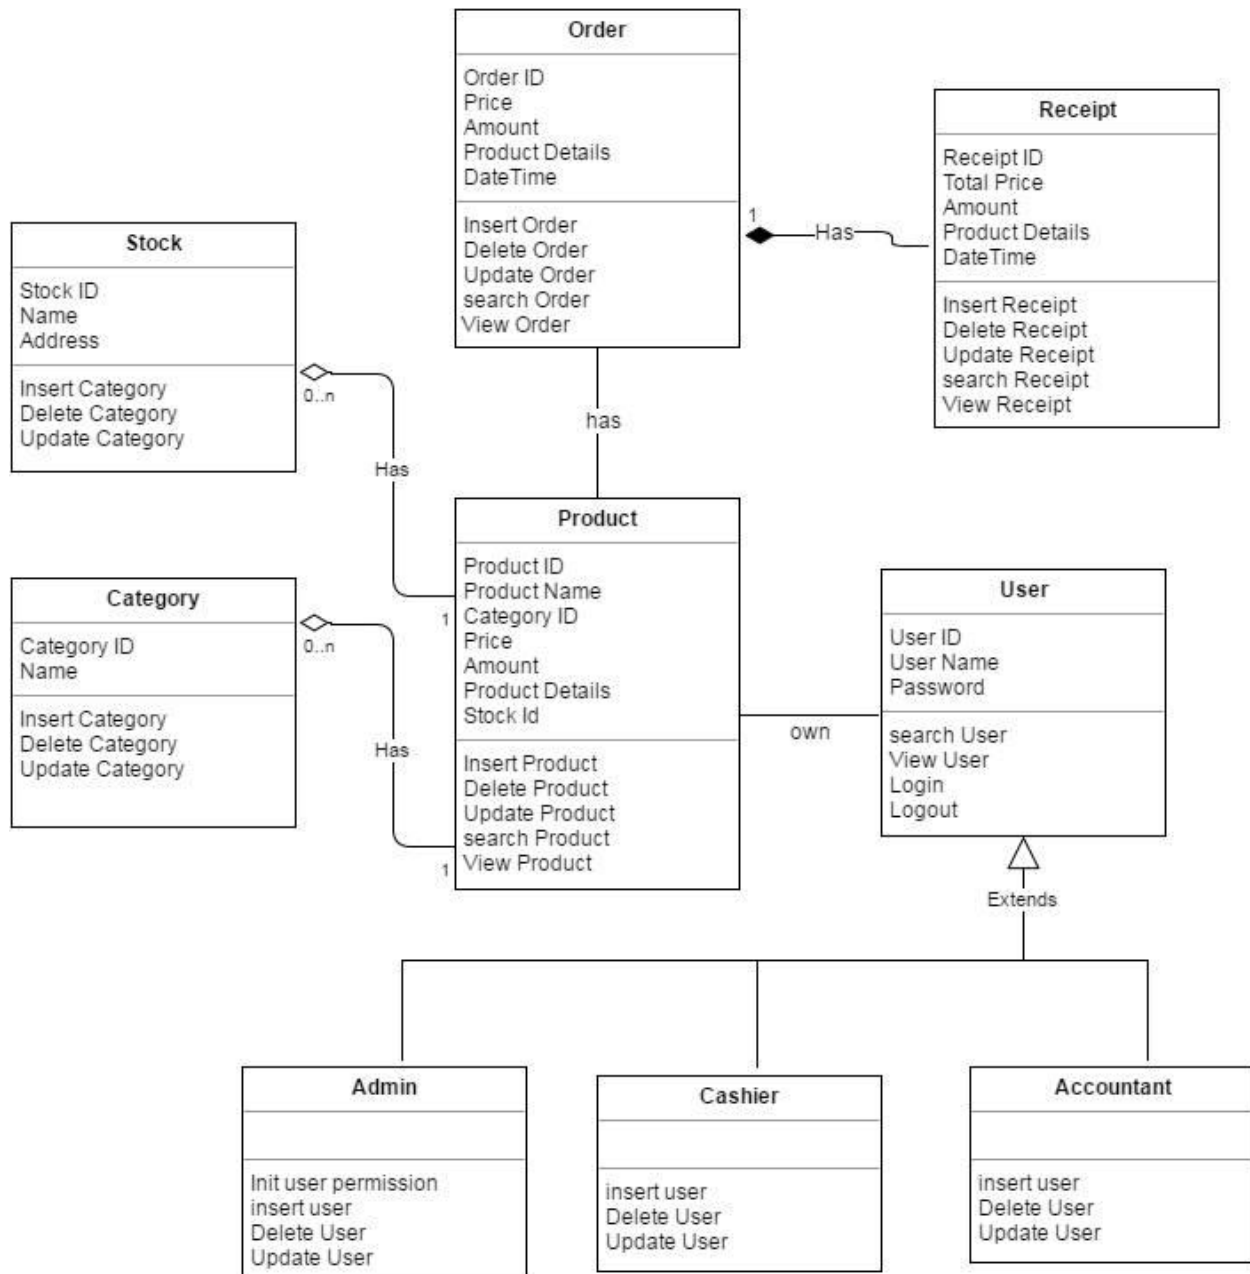 Order
Order ID
Price
Amount
Product Details
DateTime
Insert Order
Delete Order
Update Order
search Order
View Order
Receipt
Receipt ID
Total Price
Amount
Product Details
DateTime
Insert Receipt
Delete Receipt
Update Receipt
search Receipt
View Receipt
1
Has
Stock
Stock ID
Name
Address
Insert Category
Delete Category
Update Category
0..n
Has
1
has
Product
Product ID
Product Name
Category ID
Price
Amount
Product Details
Stock Id
Insert Product
Delete Product
Update Product
search Product
View Product
Category
Category ID
Name
Insert Category
Delete Category
Update Category
0..n
Has
1
own
User
User ID
User Name
Password
search User
View User
Login
Logout
Extends
Admin
Init user permission
insert user
Delete User
Update User
Cashier
insert user
Delete User
Update User
Accountant
insert user
Delete User
Update User